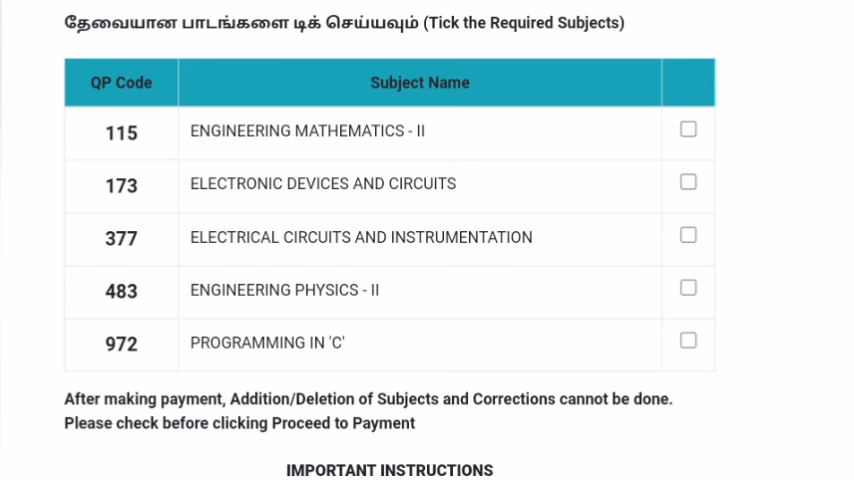 தேவையான பாடங்களை டிக் செய்யவும் (Tick the Required Subjects)
QP Code Subject Name
115 ENGINEERING MATHEMATICS - II
173 ELECTRONIC DEVICES AND CIRCUITS
377 ELECTRICAL CIRCUITS AND INSTRUMENTATION
483 ENGINEERING PHYSICS - II
972 PROGRAMMING IN 'C'
After making payment, Addition/Deletion of Subjects and Corrections cannot be done.
Please check before clicking Proceed to Payment
IMPORTANT INSTRUCTIONS